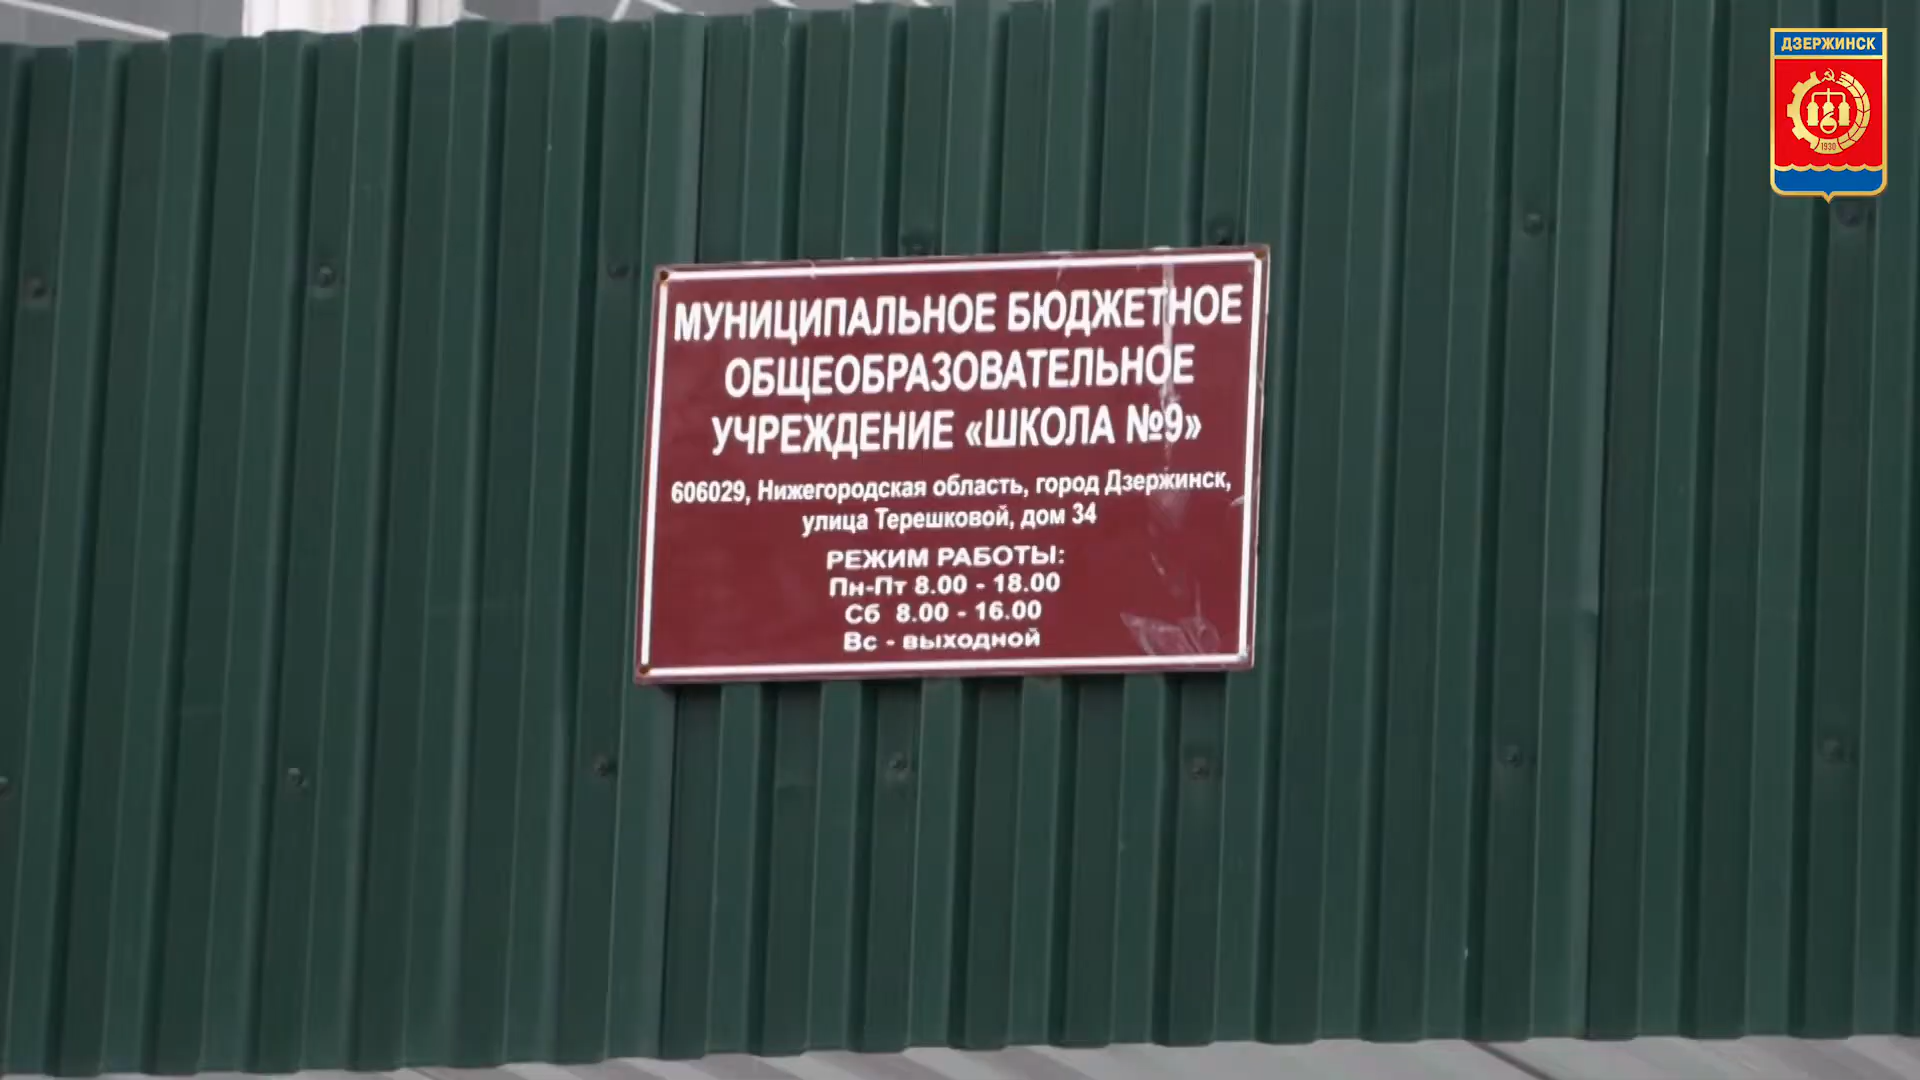 ДЗЕРЖИНСК
1930
МУНИЦИПАЛЬНОЕ БЮДЖЕТНОЕ
ОБЩЕОБРАЗОВАТЕЛЬНОЕ
УЧРЕЖДЕНИЕ «ШКОЛА №9»
606029, Нижегородская область, город Дзержинск,
улица Терешковой, дом 34
РЕЖИМ РАБОТЫ:
Пн-Пт 8.00 - 18.00
Сб 8.00 - 16.00
Вс - выходной